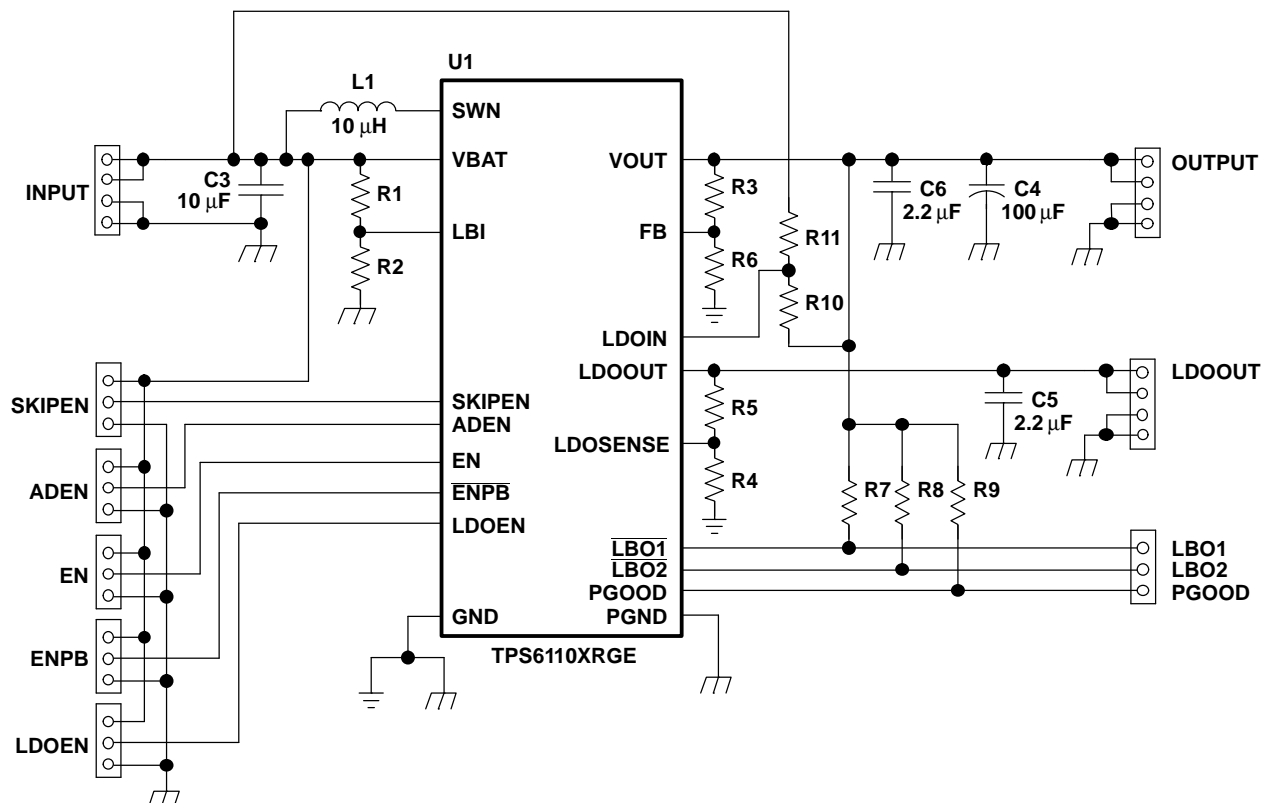 U1
L1
10 μH
SWN
INPUT
C3
10 μF
VBAT
R1
LBI
R2
VOUT
R3
FB
R6
R11
R10
C6
2.2 μF
C4
100 μF
OUTPUT
LDOIN
LDOOUT
R5
LDOSENSE
R4
C5
2.2 μF
LDOOUT
SKIPEN
SKIPEN
ADEN
EN
ENPB
LDOEN
ADEN
EN
ENPB
LDOEN
R7
R8
R9
LBO1
LBO2
PGOOD
PGND
GND
LBO1
LBO2
PGOOD
TPS6110XRGE